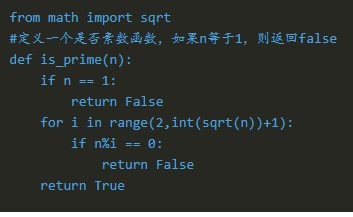 from math import sqrt
#定义一个是否素数函数，如果n等于1，则返回false
def is_prime(n):
    if n == 1:
        return False
    for i in range(2,int(sqrt(n))+1):
        if n%i == 0:
            return False
    return True